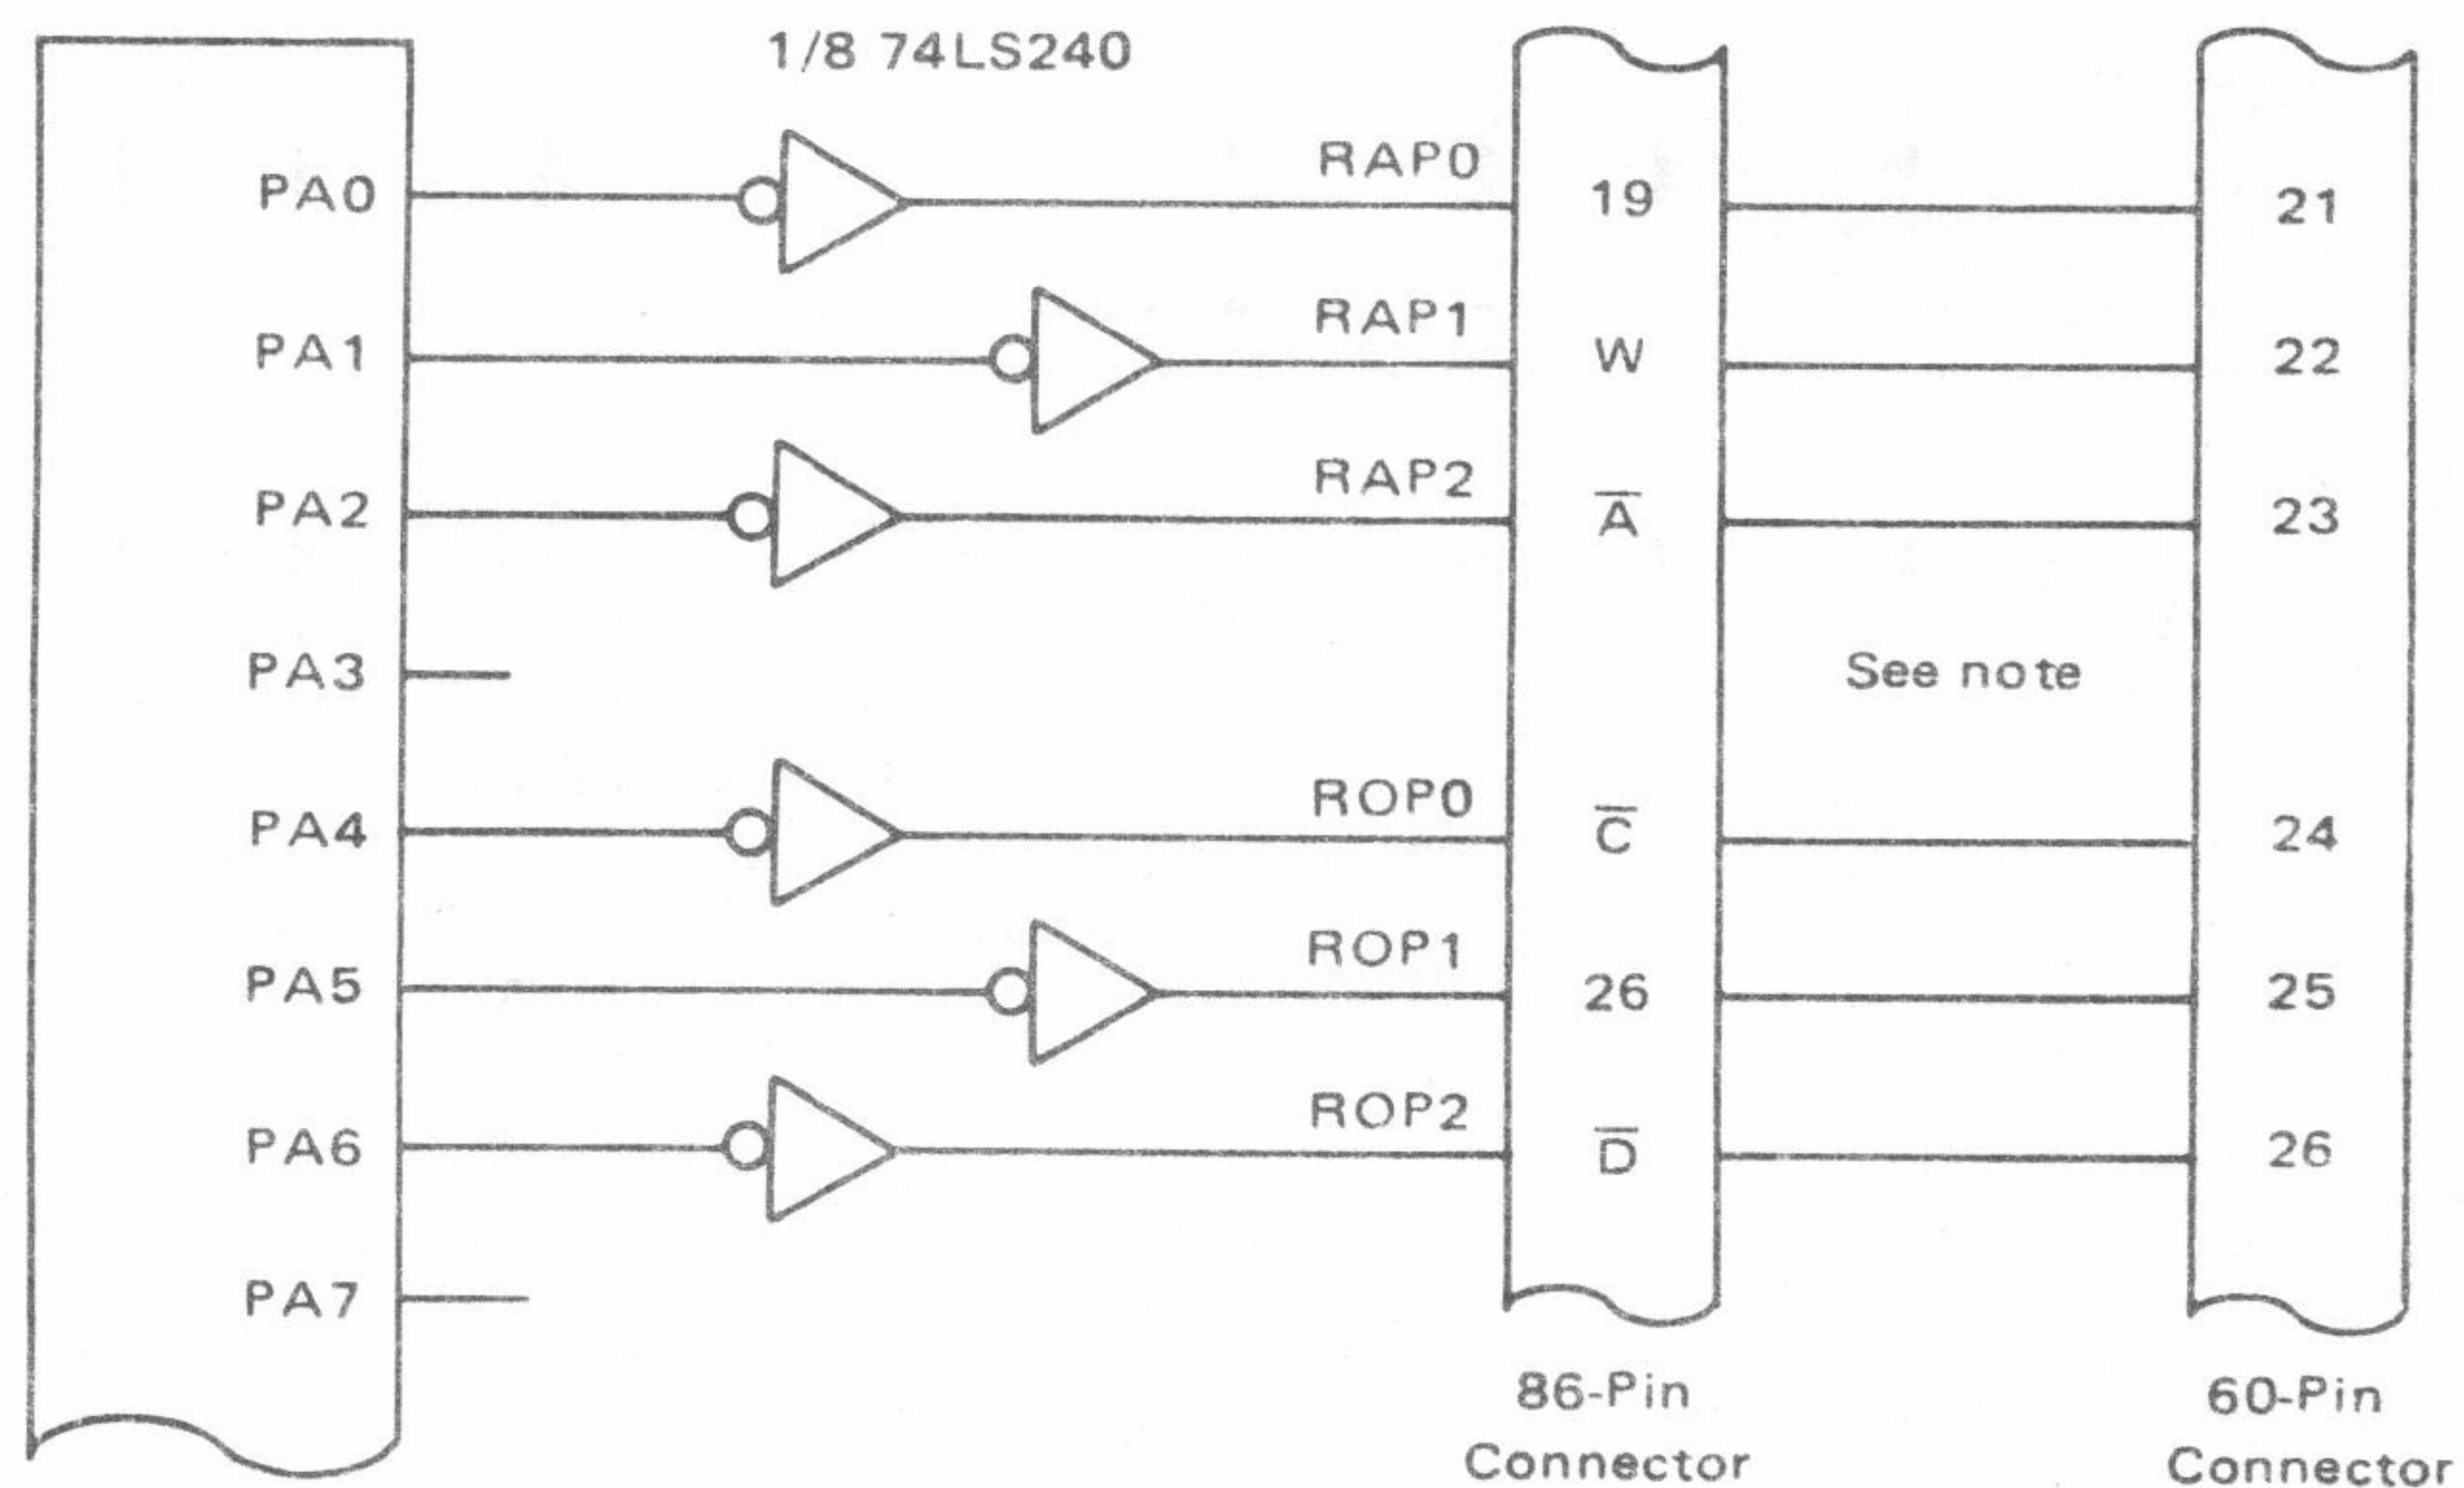 1/8 74LS240
PA0 RAP0 19 21
PA1 RAP1 W 22
PA2 RAP2 A̅ 23
PA3 See note
PA4 ROP0 C̅ 24
PA5 ROP1 26 25
PA6 ROP2 D̅ 26
PA7
86-Pin Connector
60-Pin Connector